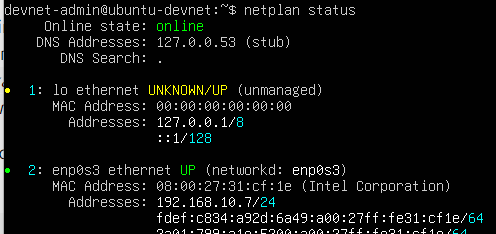 devnet-admin@ubuntu-devnet:~$ netplan status
Online state: online
DNS Addresses: 127.0.0.53 (stub)
DNS Search: .
● 1: lo ethernet UNKNOWN/UP (unmanaged)
MAC Address: 00:00:00:00:00:00
Addresses: 127.0.0.1/8
::1/128
● 2: enp0s3 ethernet UP (networkd: enp0s3)
MAC Address: 08:00:27:31:cf:1e (Intel Corporation)
Addresses: 192.168.10.7/24
fdef:c834:a92d:6a49:a00:27ff:fe31:cf1e/64